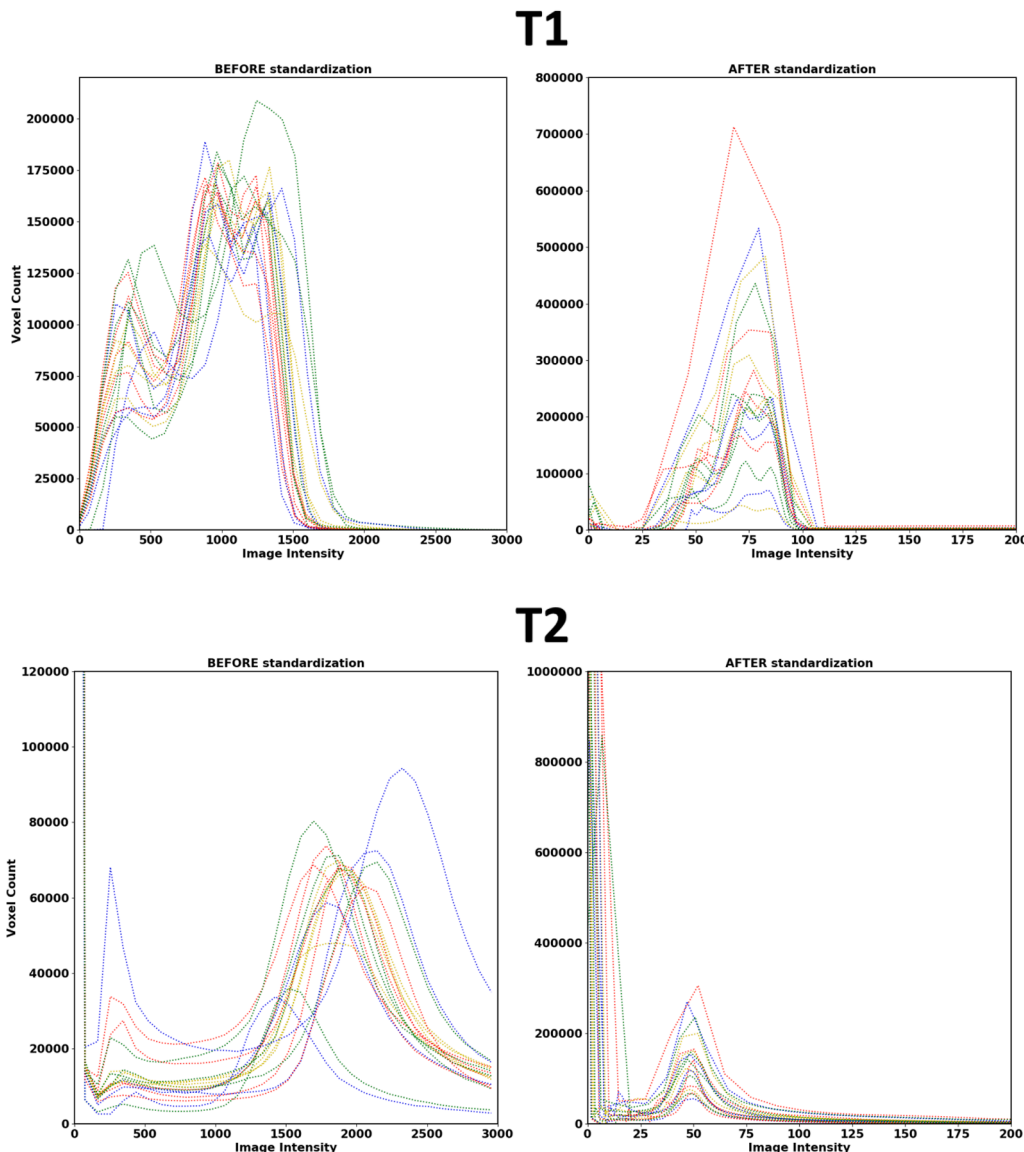 T1
BEFORE standardization
AFTER standardization
Voxel Count
200000
175000
150000
125000
100000
75000
50000
25000
0
0 500 1000 1500 2000 2500 3000
Image Intensity
800000
700000
600000
500000
400000
300000
200000
100000
0
0 25 50 75 100 125 150 175 200
Image Intensity
T2
BEFORE standardization
AFTER standardization
Voxel Count
120000
100000
80000
60000
40000
20000
0
0 500 1000 1500 2000 2500 3000
Image Intensity
1000000
800000
600000
400000
200000
0
0 25 50 75 100 125 150 175 200
Image Intensity